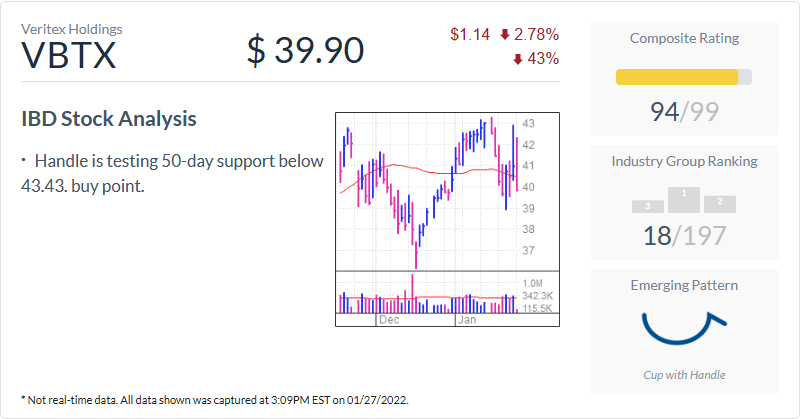 Veritex Holdings
VBTX
$ 39.90
$1.14 2.78%
43%
IBD Stock Analysis
· Handle is testing 50-day support below
43.43. buy point.
43
42
41
40
39
38
37
1.0M
342.3K
115.5K
Dec Jan
Composite Rating
94/99
Industry Group Ranking
3 1 2
18/197
Emerging Pattern
Cup with Handle
* Not real-time data. All data shown was captured at 3:09PM EST on 01/27/2022.